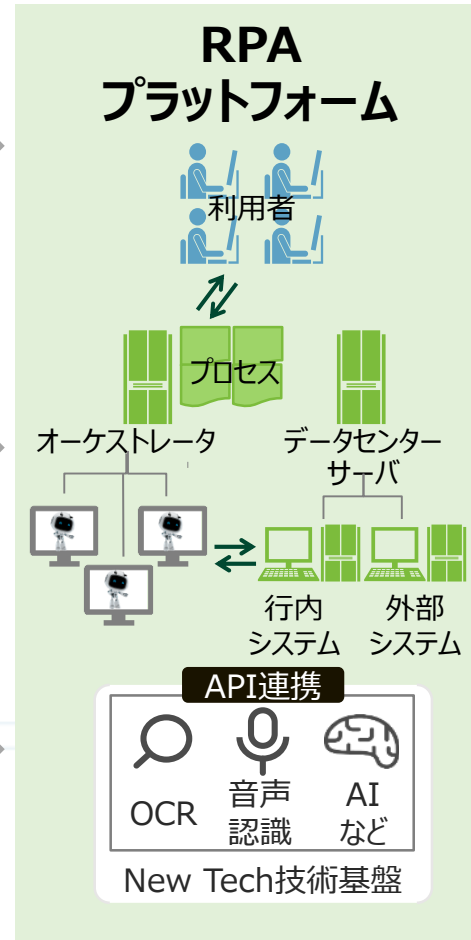 RPA
プラットフォーム
利用者
プロセス
オーケストレータ
データセンター
サーバ
行内
システム
外部
システム
API連携
OCR
音声
認識
AI
など
New Tech技術基盤